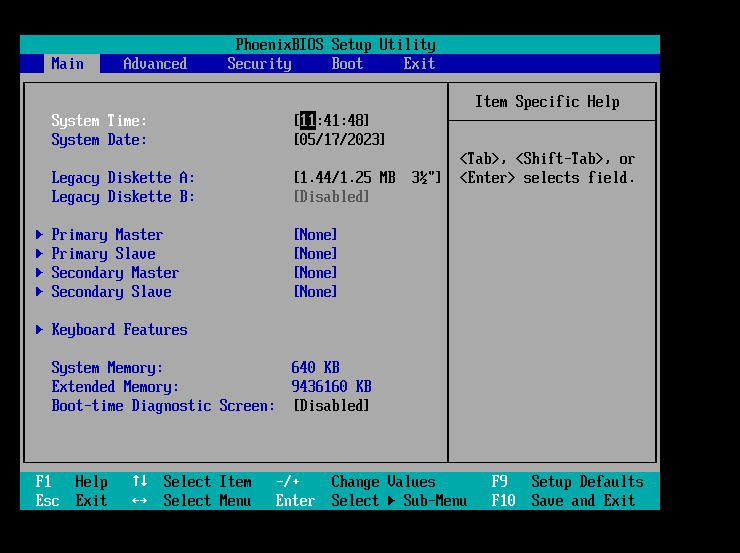 PhoenixBIOS Setup Utility
Main Advanced Security Boot Exit
Item Specific Help
System Time: [11:41:48]
System Date: [05/17/2023]
<Tab>, <Shift-Tab>, or
<Enter> selects field.
Legacy Diskette A: [1.44/1.25 MB 3½"]
Legacy Diskette B: [Disabled]
Primary Master [None]
Primary Slave [None]
Secondary Master [None]
Secondary Slave [None]
Keyboard Features
System Memory: 640 KB
Extended Memory: 9436160 KB
Boot-time Diagnostic Screen: [Disabled]
F1 Help ↑↓ Select Item -/+ Change Values F9 Setup Defaults
Esc Exit ↔ Select Menu Enter Select ▶ Sub-Menu F10 Save and Exit